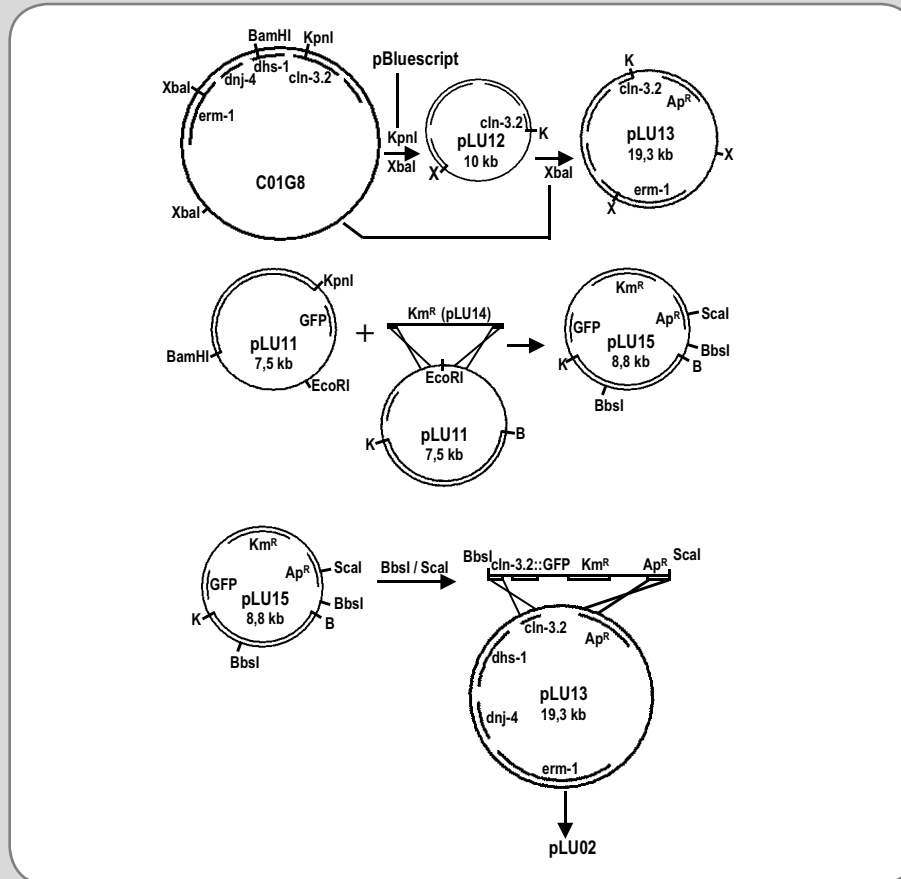 BamHI
KpnI
dhs-1
dnj-4
cln-3.2
XbaI
erm-1
C01G8
XbaI
pBluescript
KpnI
XbaI
cln-3.2
K
pLU12
10 kb
X
XbaI
K
cln-3.2
ApR
pLU13
19,3 kb
X
erm-1
X
KpnI
GFP
pLU11
7,5 kb
BamHI
EcoRI
+
KmR (pLU14)
EcoRI
pLU11
7,5 kb
K
B
KmR
GFP
ApR
ScaI
pLU15
8,8 kb
BbsI
K
B
BbsI
KmR
ApR
ScaI
GFP
pLU15
8,8 kb
BbsI
K
B
BbsI
BbsI / ScaI
BbsI
cln-3.2::GFP
KmR
ApR
ScaI
cln-3.2
ApR
dhs-1
pLU13
19,3 kb
dnj-4
erm-1
pLU02